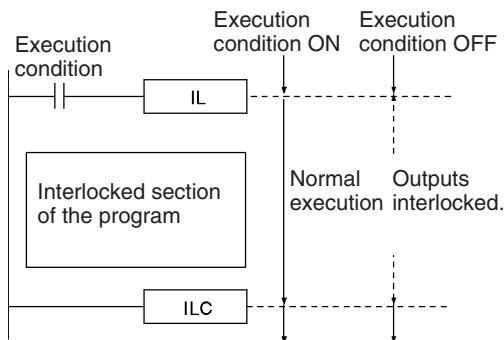 Execution
condition
Execution
condition ON
Execution
condition OFF
IL
Interlocked section
of the program
Normal
execution
Outputs
interlocked.
ILC